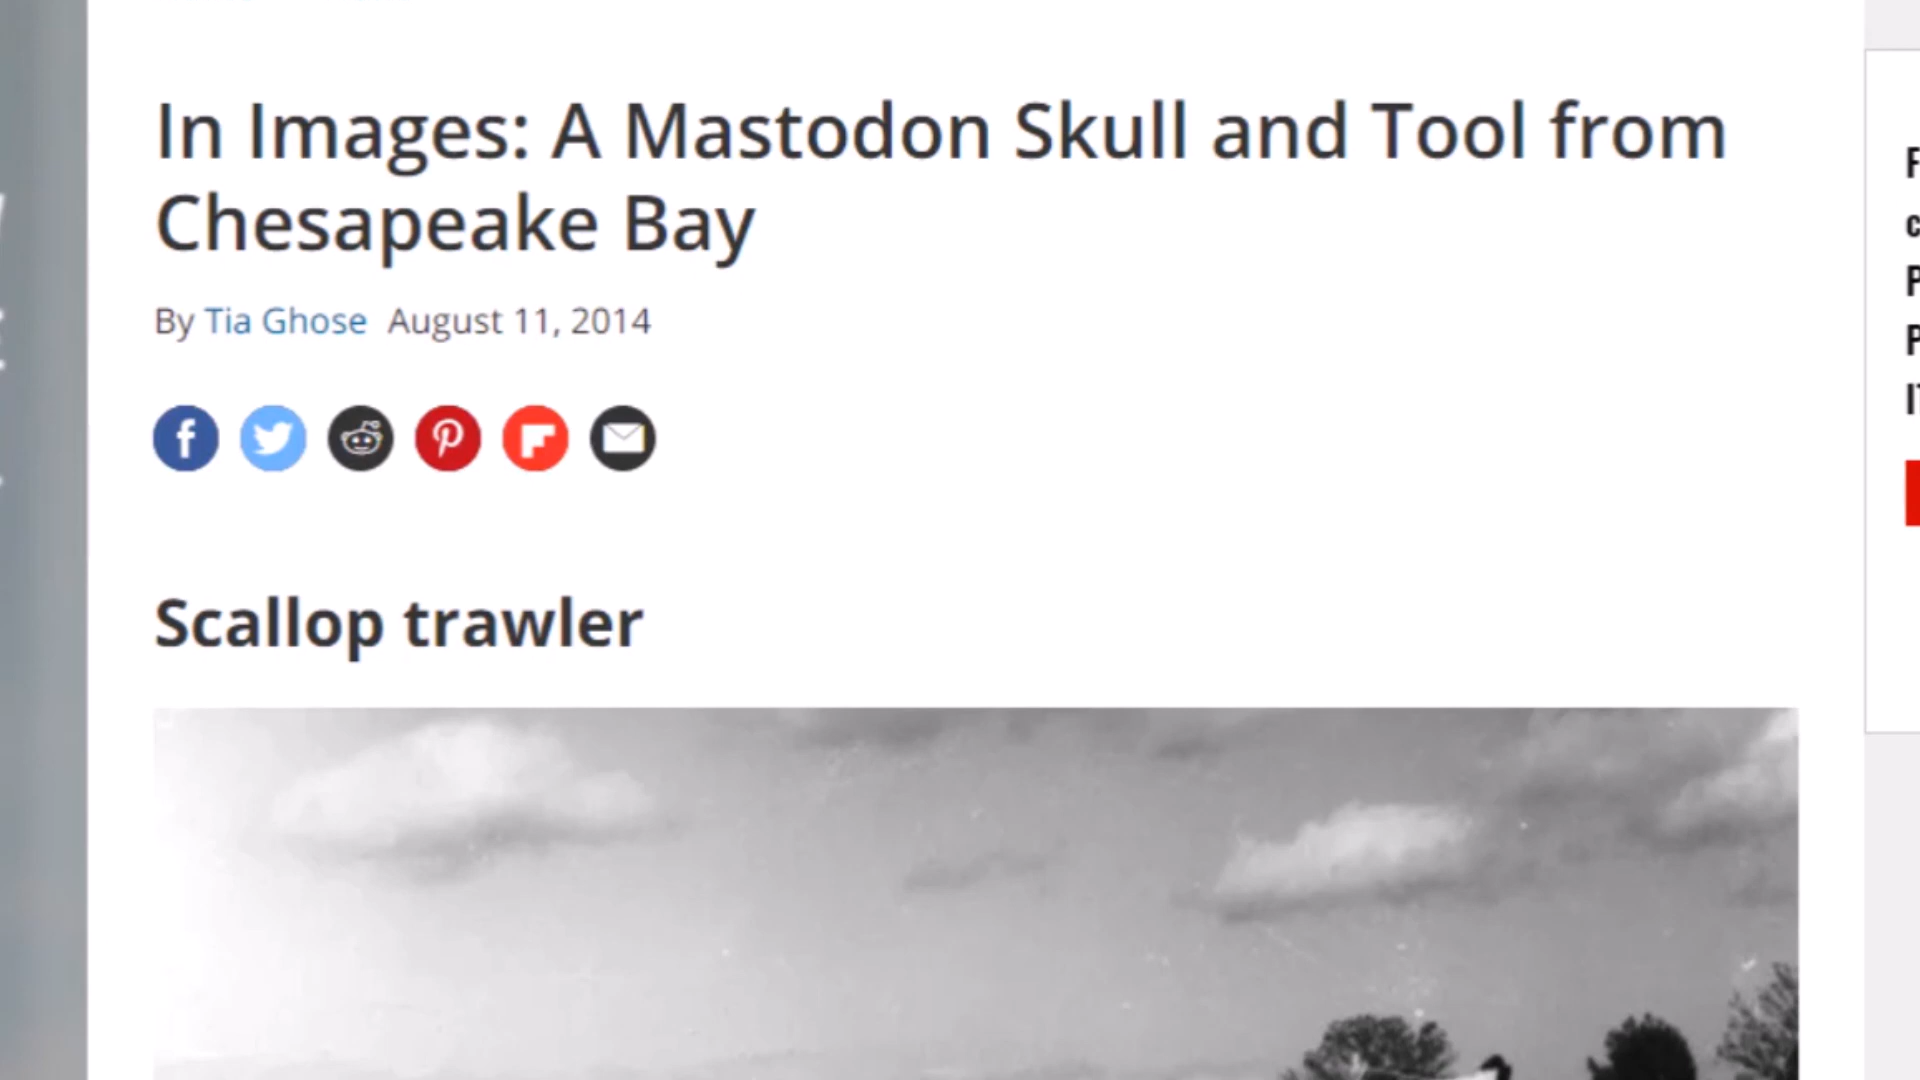 In Images: A Mastodon Skull and Tool from
Chesapeake Bay
By Tia Ghose August 11, 2014
Scallop trawler